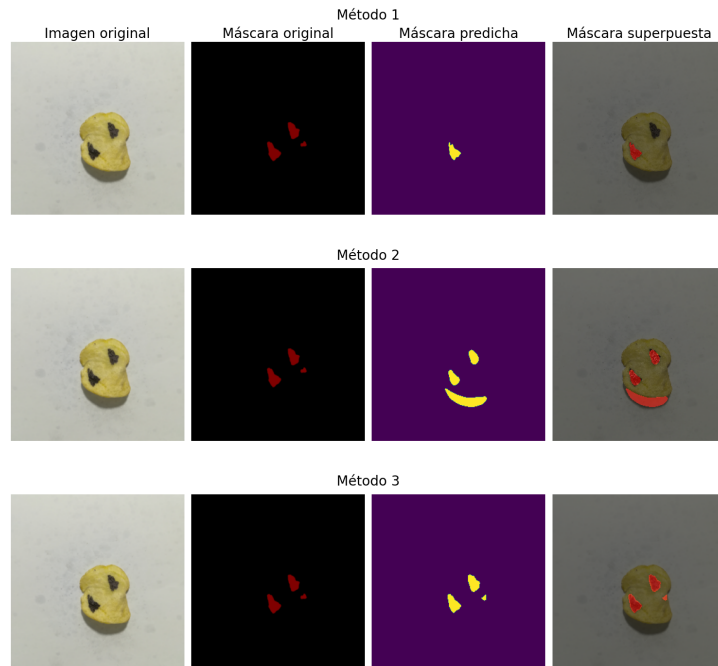 Método 1
Imagen original
Máscara original
Máscara predicha
Máscara superpuesta
Método 2
Método 3